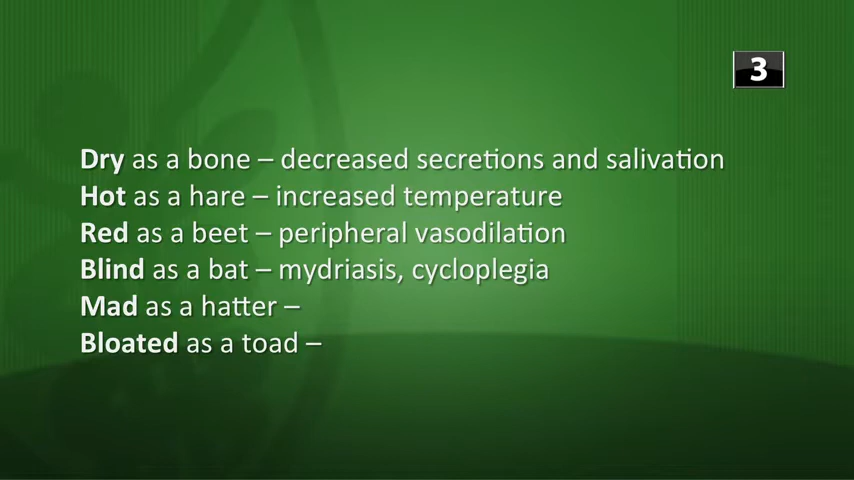 3
Dry as a bone – decreased secretions and salivation
Hot as a hare – increased temperature
Red as a beet – peripheral vasodilation
Blind as a bat – mydriasis, cycloplegia
Mad as a hatter –
Bloated as a toad –